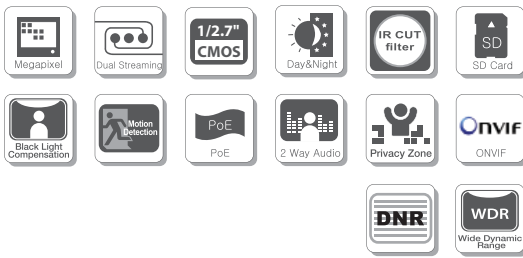 Megapixel
Dual Streaming
1/2.7"
CMOS
Day&Night
IR CUT
filter
SD
SD Card
Black Light
Compensation
Motion
Detection
PoE
PoE
2 Way Audio
Privacy Zone
ONVIF
ONVIF
DNR
WDR
Wide Dynamic
Range